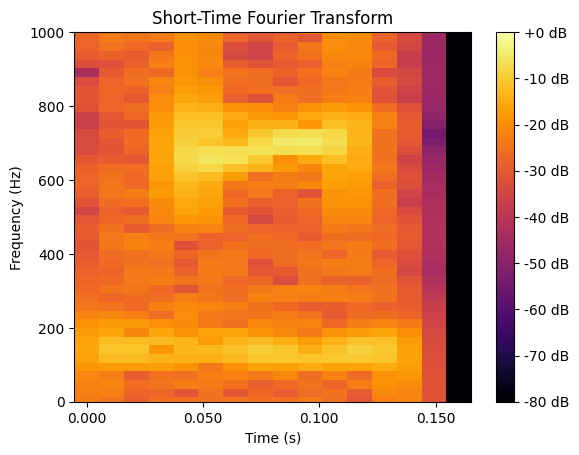 Short-Time Fourier Transform
1000
800
600
400
200
0
Frequency (Hz)
0.000
0.050
0.100
0.150
Time (s)
+0 dB
-10 dB
-20 dB
-30 dB
-40 dB
-50 dB
-60 dB
-70 dB
-80 dB